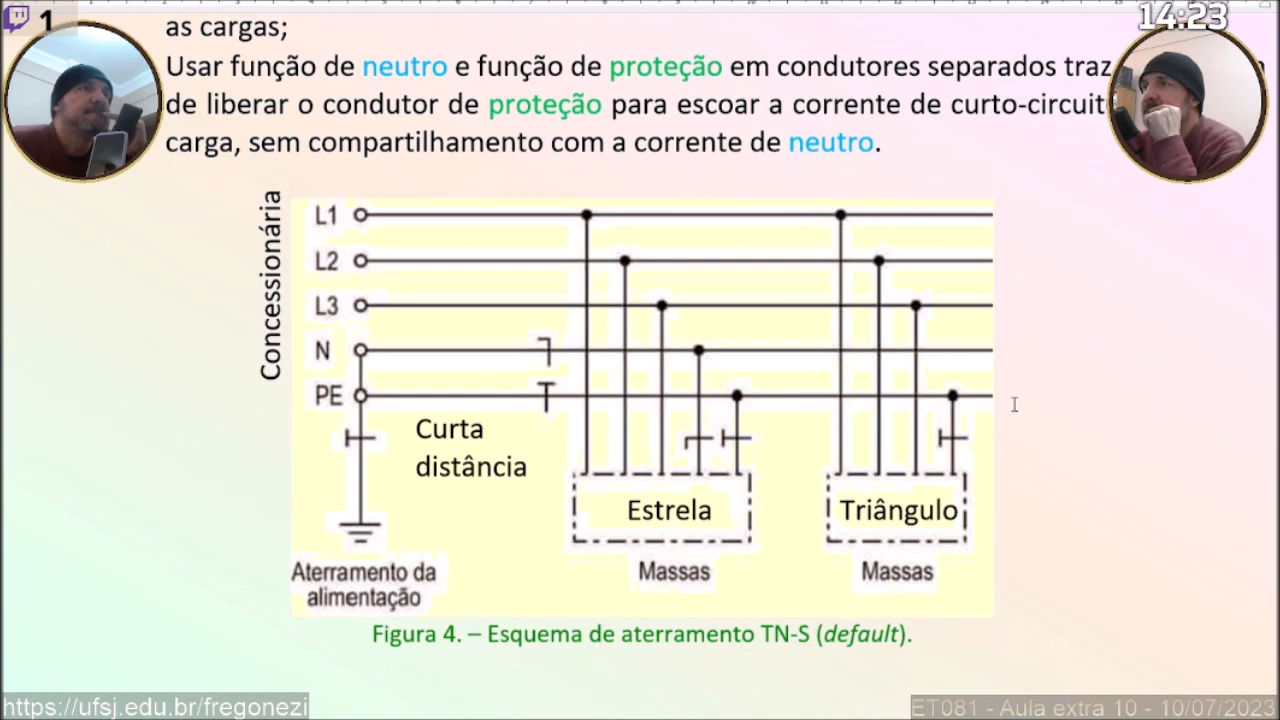 1
14:23
as cargas;
Usar função de neutro e função de proteção em condutores separados traz
de liberar o condutor de proteção para escoar a corrente de curto-circuit
carga, sem compartilhamento com a corrente de neutro.
Concessionária
L1
L2
L3
N
PE
Curta
distância
Estrela
Triângulo
Aterramento da
alimentação
Massas
Massas
Figura 4. – Esquema de aterramento TN-S (default).
https://ufsj.edu.br/fregonezi
ET081 - Aula extra 10 - 10/07/2023